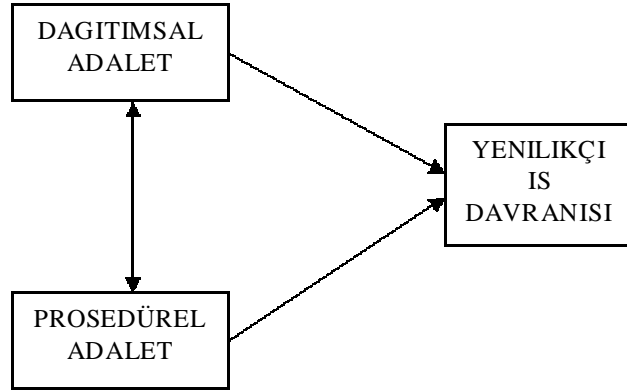 DAGITIMSAL
ADALET
YENILIKÇI
IS
DAVRANISI
PROSEDÜREL
ADALET